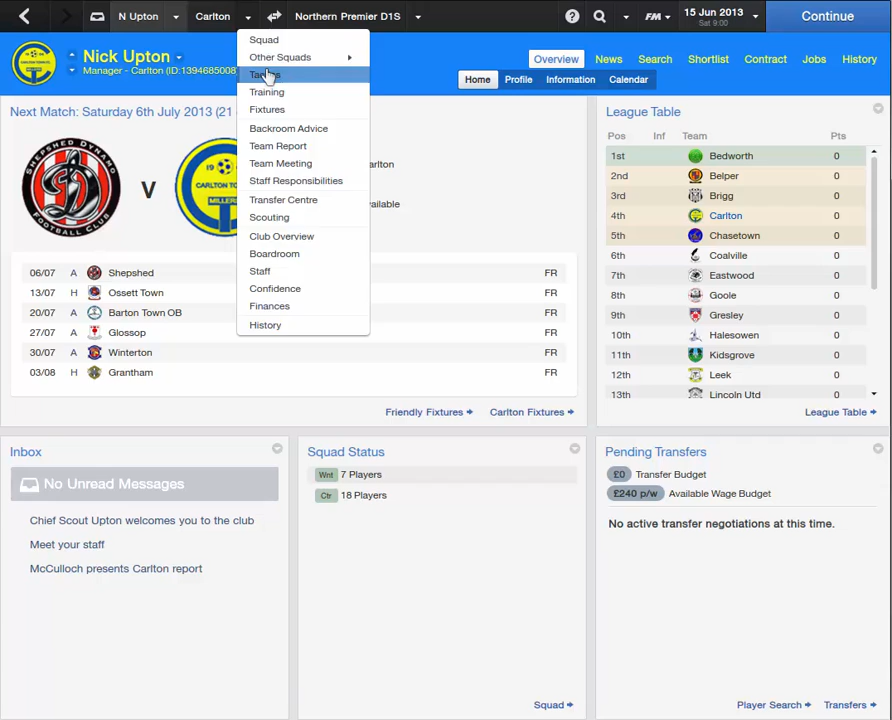 N Upton
Carlton
Northern Premier D1S
?
FM
15 Jun 2013
Sat 9:00
Continue
Nick Upton
Manager - Carlton (ID:1394685008)
Overview
News
Search
Shortlist
Contract
Jobs
History
Home
Profile
Information
Calendar
Squad
Other Squads
Tactics
Training
Fixtures
Backroom Advice
Team Report
Team Meeting
Staff Responsibilities
Transfer Centre
Scouting
Club Overview
Boardroom
Staff
Confidence
Finances
History
Next Match: Saturday 6th July 2013 (21
V
06/07 A Shepshed FR
13/07 H Ossett Town FR
20/07 A Barton Town OB FR
27/07 A Glossop FR
30/07 A Winterton FR
03/08 H Grantham FR
Friendly Fixtures
Carlton Fixtures
League Table
Pos Inf Team Pts
1st Bedworth 0
2nd Belper 0
3rd Brigg 0
4th Carlton 0
5th Chasetown 0
6th Coalville 0
7th Eastwood 0
8th Goole 0
9th Gresley 0
10th Halesowen 0
11th Kidsgrove 0
12th Leek 0
13th Lincoln Utd 0
League Table
Inbox
No Unread Messages
Chief Scout Upton welcomes you to the club
Meet your staff
McCulloch presents Carlton report
Squad Status
Wnt 7 Players
Ctr 18 Players
Squad
Pending Transfers
£0 Transfer Budget
£240 p/w Available Wage Budget
No active transfer negotiations at this time.
Player Search
Transfers